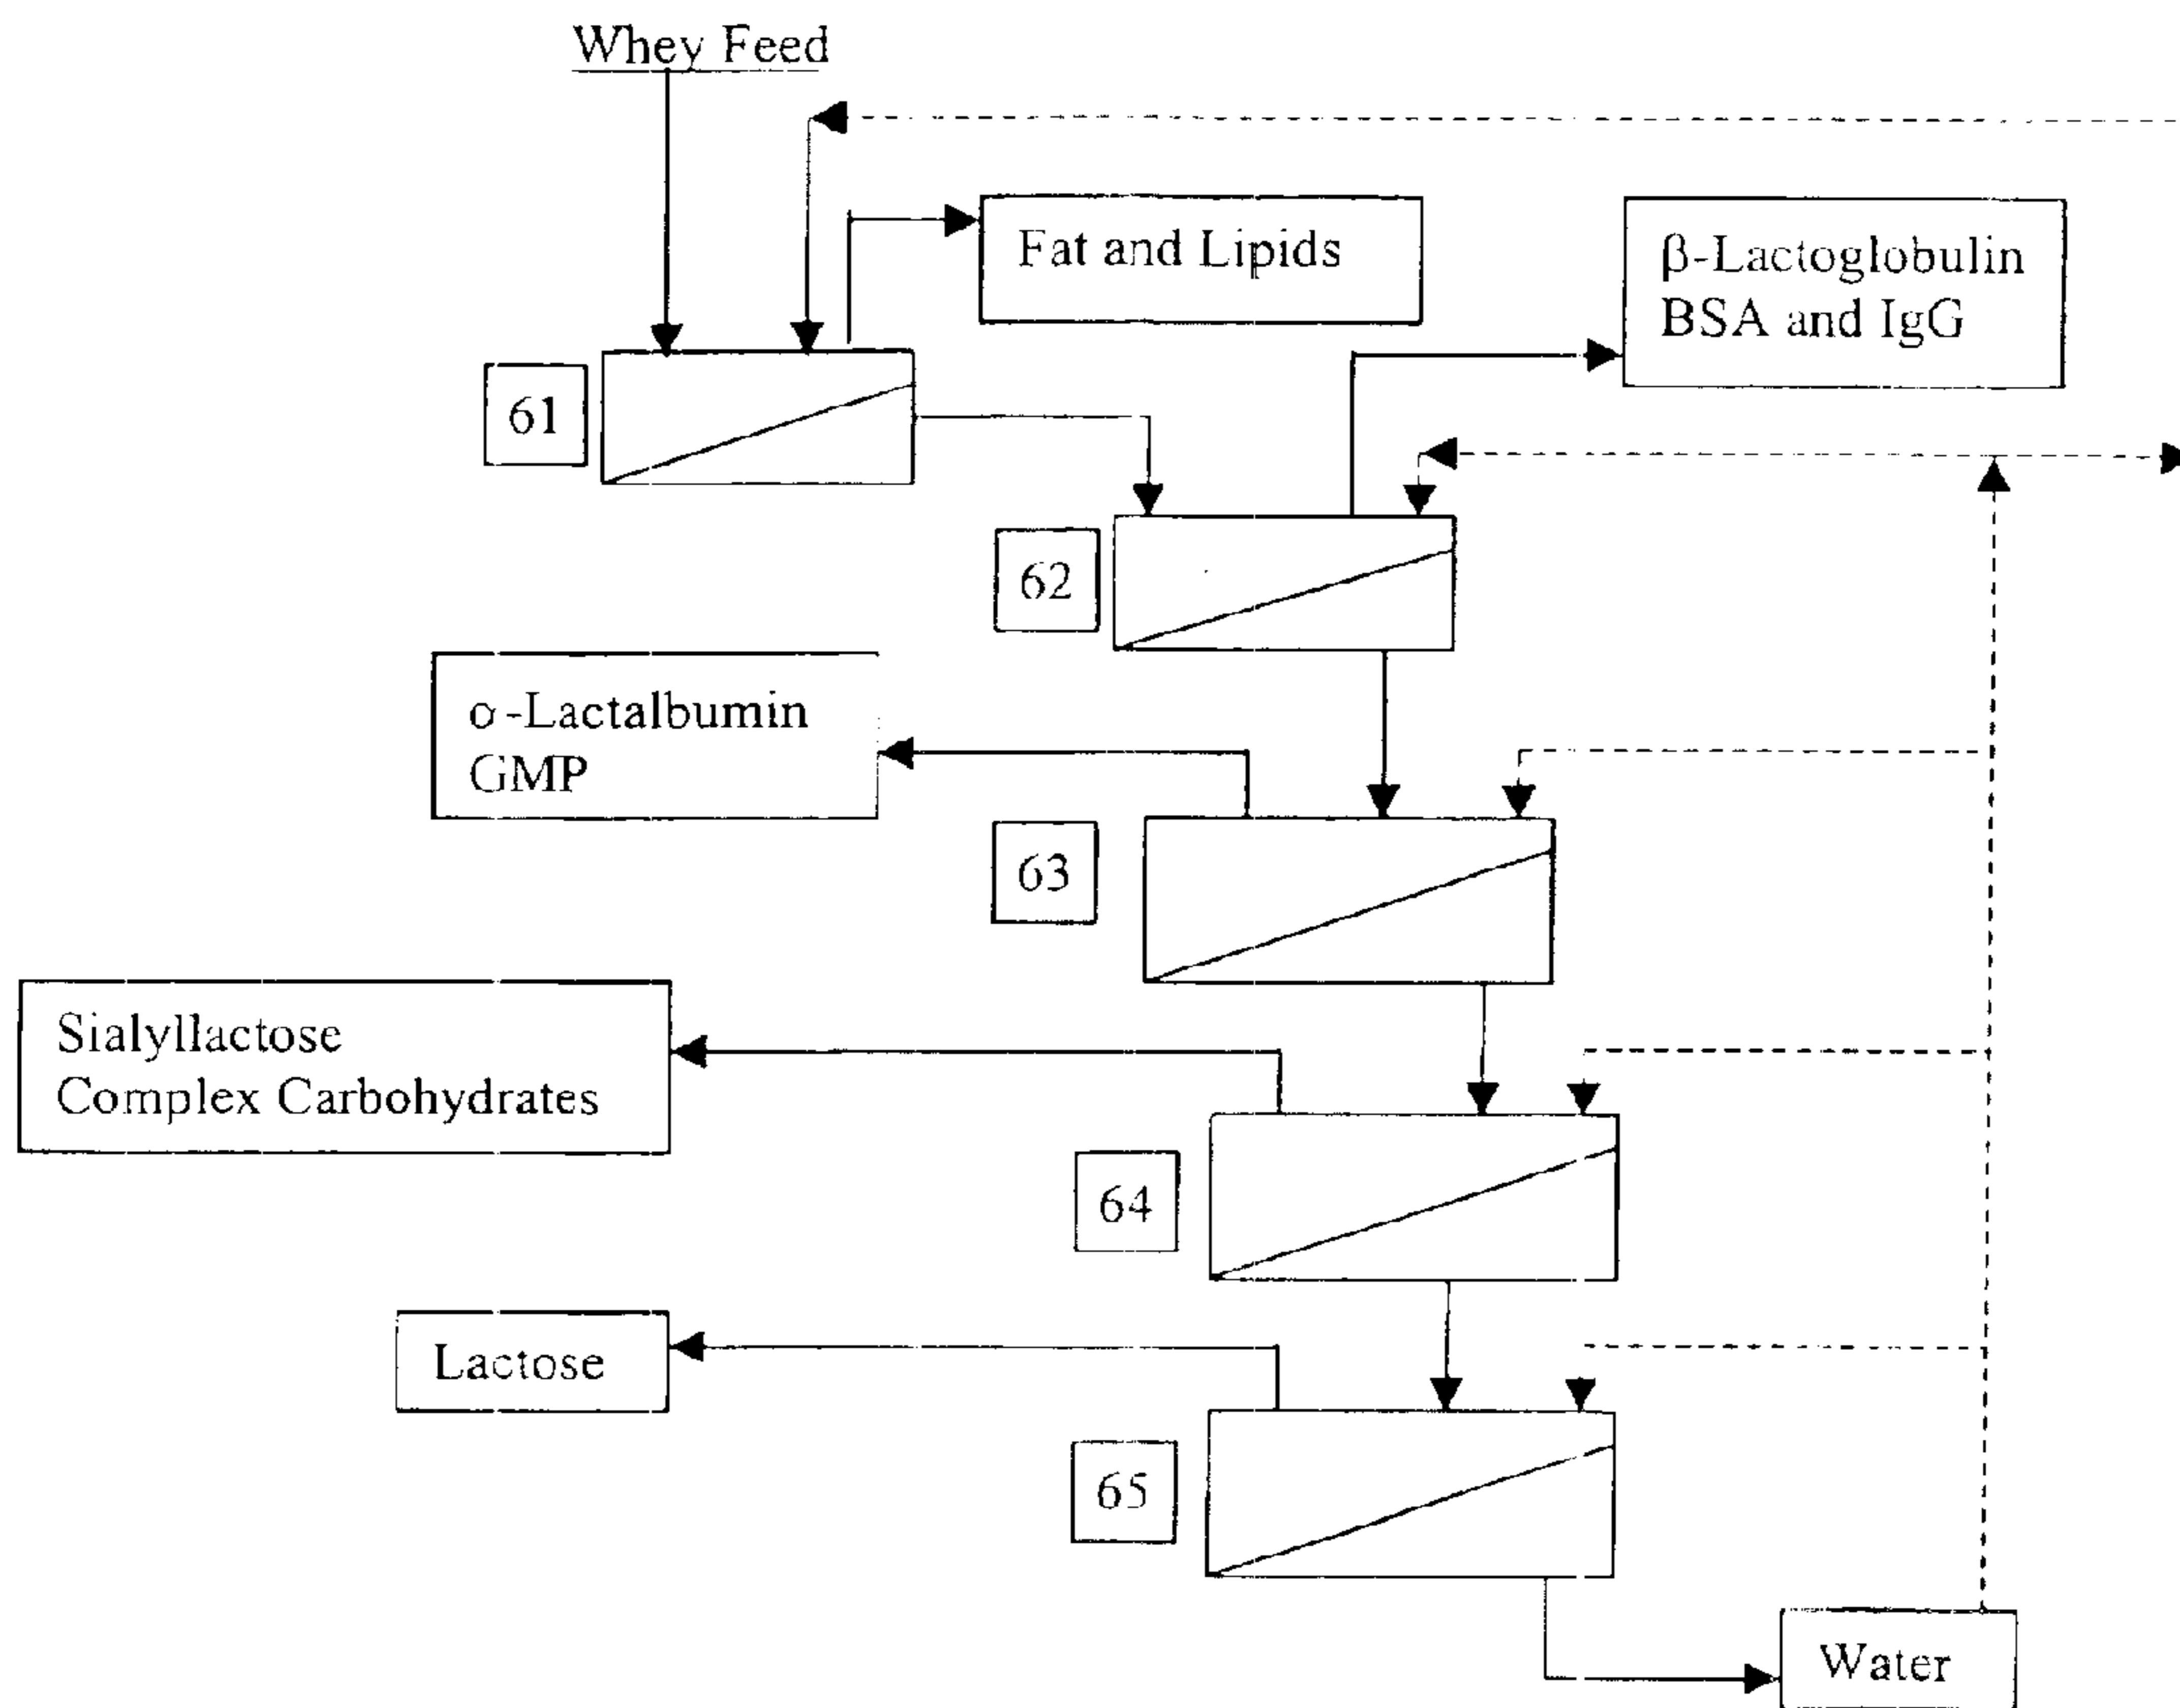 Whey Feed
Fat and Lipids
β-Lactoglobulin
BSA and IgG
61
62
α-Lactalbumin
GMP
63
Sialyllactose
Complex Carbohydrates
64
Lactose
65
Water